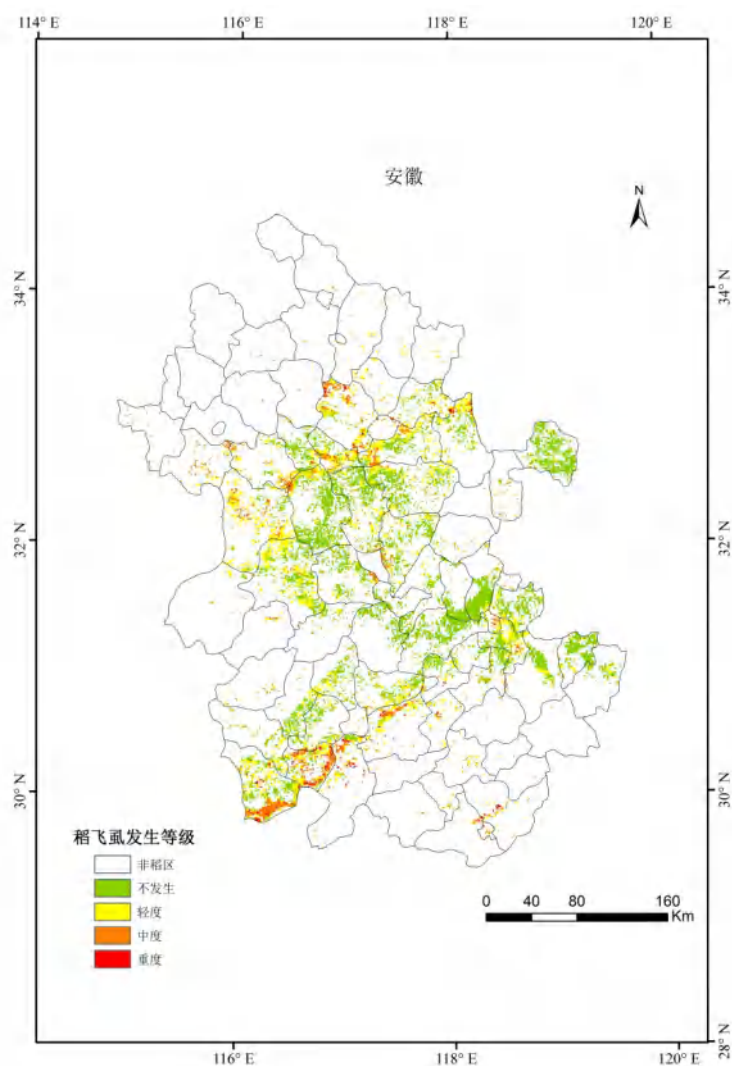 114° E 116° E 118° E 120° E
安徽
N
34° N 34° N
32° N 32° N
30° N 30° N
稻飞虱发生等级
非稻区
不发生
轻度
中度
重度
0 40 80 160
Km
28° N
116° E 118° E 120° E